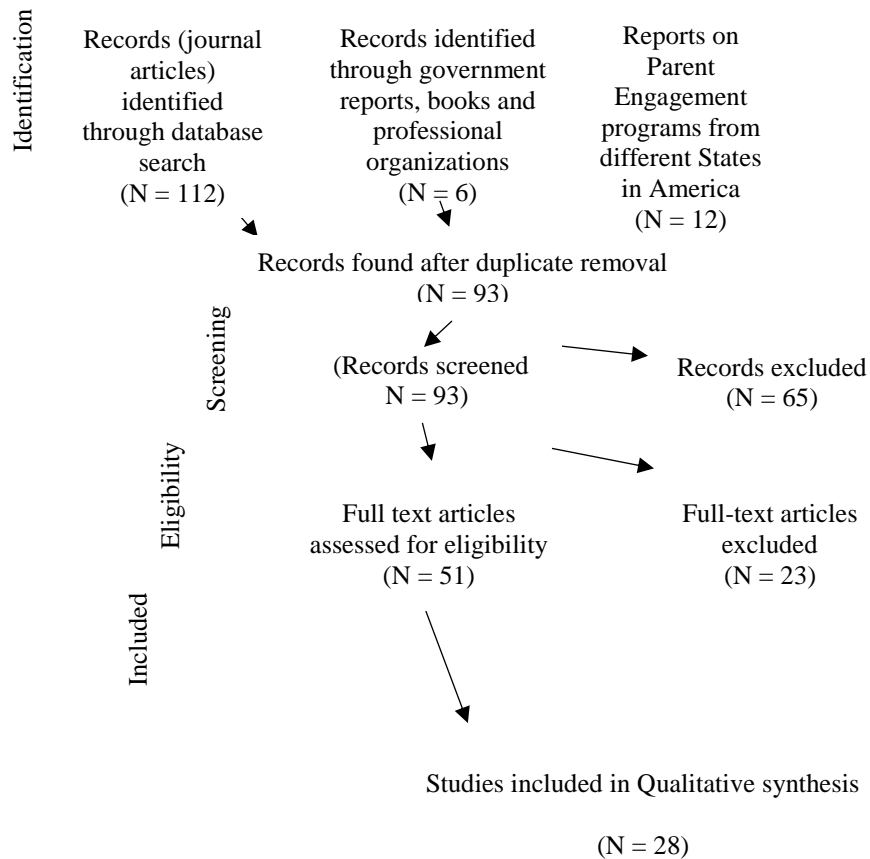 Identification
Records (journal
articles)
identified
through database
search
(N = 112)
Records identified
through government
reports, books and
professional
organizations
(N = 6)
Reports on
Parent
Engagement
programs from
different States
in America
(N = 12)
Records found after duplicate removal
(N = 93)
Screening
(Records screened
N = 93)
Records excluded
(N = 65)
Eligibility
Full text articles
assessed for eligibility
(N = 51)
Full-text articles
excluded
(N = 23)
Included
Studies included in Qualitative synthesis
(N = 28)